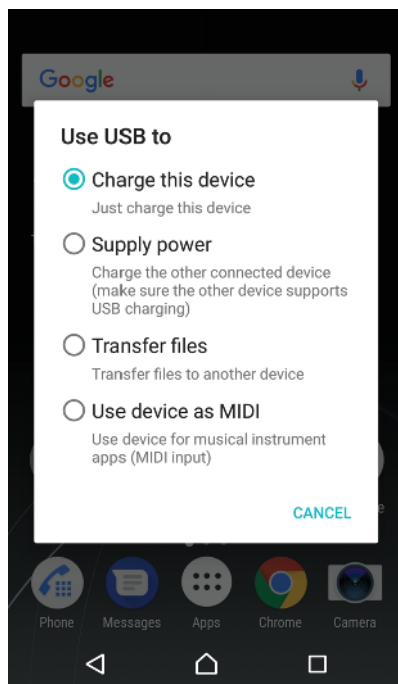 Google
Use USB to
Charge this device
Just charge this device
Supply power
Charge the other connected device
(make sure the other device supports
USB charging)
Transfer files
Transfer files to another device
Use device as MIDI
Use device for musical instrument
apps (MIDI input)
CANCEL
Phone Messages Apps Chrome Camera